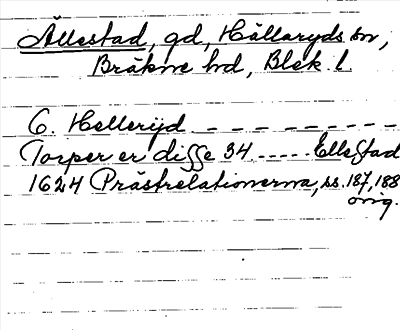 Ällestad, gd, Hällaryds sn,
Bräkne hd, Blek. l.
6. Hellerijd _ _ _ _ _ _ _ _ _
Torper er disse 34 ..... Ellestad
1624 Prästrelationerna, ss. 187, 188
orig.